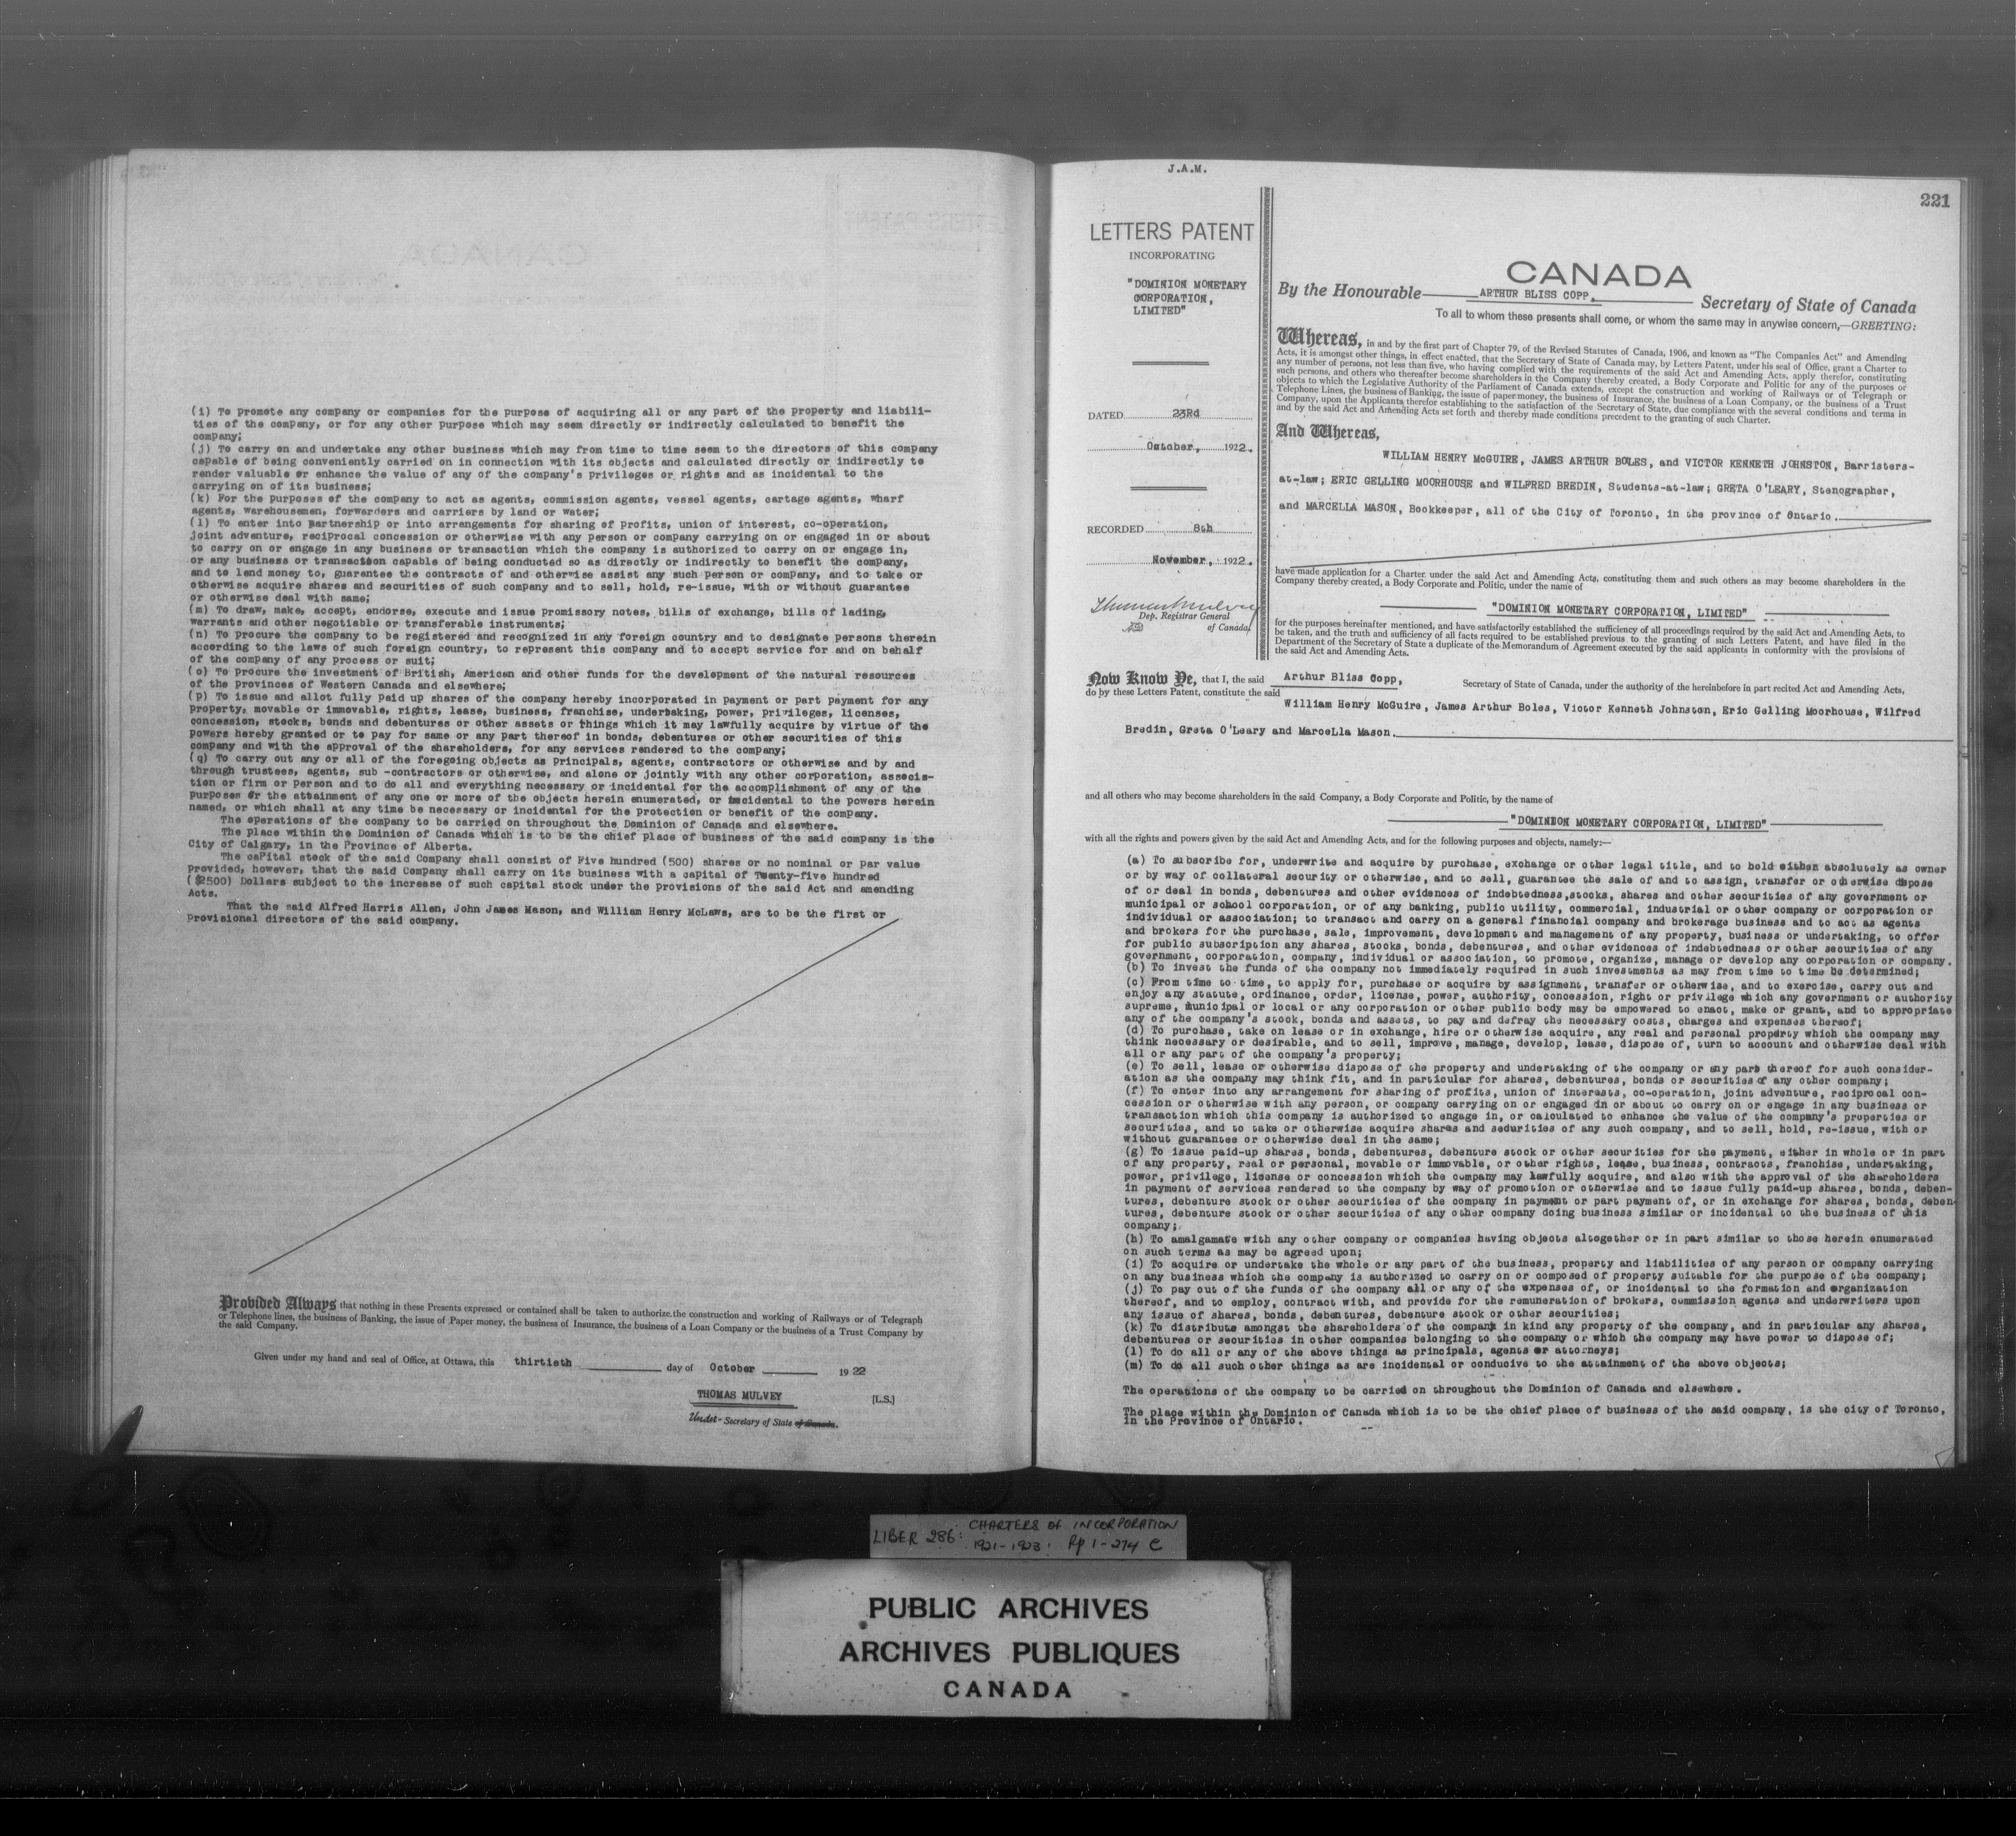 (i) To promote any company or companies for the purpose of acquiring all or any part of the property and liabili-
ties of the company, or for any other purpose which may seem directly or indirectly calculated to benefit the
company;
(j) To carry on and undertake any other business which may from time to time seem to the directors of this company
capable of being conveniently carried on in connection with its objects and calculated directly or indirectly to
render valuable or enhance the value of any of the company's privileges or rights and as incidental to the
carrying on of its business;
(k) For the purposes of the company to act as agents, commission agents, vessel agents, cartage agents, wharf
agents, warehousemen, forwarders and carriers by land or water;
(l) To enter into partnership or into arrangements for sharing of profits, union of interest, co-operation,
joint adventure, reciprocal concession or otherwise with any person or company carrying on or engaged in or about
to carry on or engage in any business or transaction which the company is authorized to carry on or engage in,
or any business or transaction capable of being conducted so as directly or indirectly to benefit the company,
and to lend money to, guarantee the contracts of and otherwise assist any such person or company, and to take or
otherwise acquire shares and securities of such company and to sell, hold, re-issue, with or without guarantee
or otherwise deal with same;
(m) To draw, make, accept, endorse, execute and issue promissory notes, bills of exchange, bills of lading,
warrants and other negotiable or transferable instruments;
(n) To procure the company to be registered and recognized in any foreign country and to designate persons therein
according to the laws of such foreign country, to represent this company and to accept service for and on behalf
of the company of any process or suit;
(o) To procure the investment of British, American and other funds for the development of the natural resources
of the provinces of Western Canada and elsewhere;
(p) To issue and allot fully paid up shares of the company hereby incorporated in payment or part payment for any
property, movable or immovable, rights, lease, business, franchise, undertaking, power, privileges, licenses,
concession, stocks, bonds and debentures or other assets or things which it may lawfully acquire by virtue of the
powers hereby granted or to pay for same or any part thereof in bonds, debentures or other securities of this
company and with the approval of the shareholders, for any services rendered to the company;
(q) To carry out any or all of the foregoing objects as principals, agents, contractors or otherwise and by and
through trustees, agents, sub -contractors or otherwise, and alone or jointly with any other corporation, associa-
tion or firm or person and to do all and everything necessary or incidental for the accomplishment of any of the
purposes or the attainment of any one or more of the objects herein enumerated, or incidental to the powers herein
named, or which shall at any time be necessary or incidental for the protection or benefit of the company.
The operations of the company to be carried on throughout the Dominion of Canada and elsewhere.
The place within the Dominion of Canada which is to be the chief place of business of the said company is the
City of Calgary, in the Province of Alberta.
The capital stock of the said Company shall consist of Five hundred (500) shares or no nominal or par value
provided, however, that the said Company shall carry on its business with a capital of Twenty-five hundred
($2500) Dollars subject to the increase of such capital stock under the provisions of the said Act and amending
Acts.
That the said Alfred Harris Allen, John James Mason, and William Henry McLaws, are to be the first or
provisional directors of the said company.
Provided Always that nothing in these Presents expressed or contained shall be taken to authorize the construction and working of Railways or of Telegraph
or Telephone lines, the business of Banking, the issue of Paper money, the business of Insurance, the business of a Loan Company or the business of a Trust Company by
the said Company.
Given under my hand and seal of Office, at Ottawa, this thirtieth day of October 1922
THOMAS MULVEY [L.S.]
Under-Secretary of State of Canada.
J.A.M.
221
LETTERS PATENT
INCORPORATING
"DOMINION MONETARY
CORPORATION,
LIMITED"
DATED 23Rd
October, 1922.
RECORDED 8th
November, 1922.
Thomas Mulvey
Dep. Registrar General
of Canada
CANADA
By the Honourable ARTHUR BLISS COPP, Secretary of State of Canada
To all to whom these presents shall come, or whom the same may in anywise concern,—GREETING:
Whereas, in and by the first part of Chapter 79, of the Revised Statutes of Canada, 1906, and known as "The Companies Act" and Amending
Acts, it is amongst other things, in effect enacted, that the Secretary of State of Canada may, by Letters Patent, under his seal of Office, grant a Charter to
any number of persons, not less than five, who having complied with the requirements of the said Act and Amending Acts, apply therefor, constituting
such persons, and others who thereafter become shareholders in the Company thereby created, a Body Corporate and Politic for any of the purposes or
objects to which the Legislative Authority of the Parliament of Canada extends, except the construction and working of Railways or of Telegraph or
Telephone Lines, the business of Banking, the issue of paper money, the business of Insurance, the business of a Loan Company, or the business of a Trust
Company, upon the Applicants therefor establishing to the satisfaction of the Secretary of State, due compliance with the several conditions and terms in
and by the said Act and Amending Acts set forth and thereby made conditions precedent to the granting of such Charter.
And Whereas,
WILLIAM HENRY McGUIRE, JAMES ARTHUR BOLES, and VICTOR KENNETH JOHNSTON, Barristers-
at-law; ERIC GELLING MOORHOUSE and WILFRED BREDIN, Students-at-law; GRETA O'LEARY, Stenographer,
and MARCELLA MASON, Bookkeeper, all of the City of Toronto, in the province of Ontario.
have made application for a Charter under the said Act and Amending Acts, constituting them and such others as may become shareholders in the
Company thereby created, a Body Corporate and Politic, under the name of
"DOMINION MONETARY CORPORATION, LIMITED"
for the purposes hereinafter mentioned, and have satisfactorily established the sufficiency of all proceedings required by the said Act and Amending Acts, to
be taken, and the truth and sufficiency of all facts required to be established previous to the granting of such Letters Patent, and have filed in the
Department of the Secretary of State a duplicate of the Memorandum of Agreement executed by the said applicants in conformity with the provisions of
the said Act and Amending Acts.
Now Know Ye, that I, the said Arthur Bliss Copp, Secretary of State of Canada, under the authority of the hereinbefore in part recited Act and Amending Acts,
do by these Letters Patent, constitute the said William Henry McGuire, James Arthur Boles, Victor Kenneth Johnston, Eric Gelling Moorhouse, Wilfred
Bredin, Greta O'Leary and Marcella Mason.
and all others who may become shareholders in the said Company, a Body Corporate and Politic, by the name of
"DOMINION MONETARY CORPORATION, LIMITED"
with all the rights and powers given by the said Act and Amending Acts, and for the following purposes and objects, namely:—
(a) To subscribe for, underwrite and acquire by purchase, exchange or other legal title, and to hold either absolutely as owner
or by way of collateral security or otherwise, and to sell, guarantee the sale of and to assign, transfer or otherwise dispose
of or deal in bonds, debentures and other evidences of indebtedness,stocks, shares and other securities of any government or
municipal or school corporation, or of any banking, public utility, commercial, industrial or other company or corporation or
individual or association; to transact and carry on a general financial company and brokerage business and to act as agents
and brokers for the purchase, sale, improvement, development and management of any property, business or undertaking, to offer
for public subscription any shares, stocks, bonds, debentures, and other evidences of indebtedness or other securities of any
government, corporation, company, individual or association, to promote, organize, manage or develop any corporation or company.
(b) To invest the funds of the company not immediately required in such investments as may from time to time be determined;
(c) From time to time, to apply for, purchase or acquire by assignment, transfer or otherwise, and to exercise, carry out and
enjoy any statute, ordinance, order, license, power, authority, concession, right or privilege which any government or authority
supreme, municipal or local or any corporation or other public body may be empowered to enact, make or grant, and to appropriate
any of the company's stock, bonds and assets, to pay and defray the necessary costs, charges and expenses thereof;
(d) To purchase, take on lease or in exchange, hire or otherwise acquire, any real and personal property which the company may
think necessary or desirable, and to sell, improve, manage, develop, lease, dispose of, turn to account and otherwise deal with
all or any part of the company's property;
(e) To sell, lease or otherwise dispose of the property and undertaking of the company or any part thereof for such consider-
ation as the company may think fit, and in particular for shares, debentures, bonds or securities of any other company;
(f) To enter into any arrangement for sharing of profits, union of interests, co-operation, joint adventure, reciprocal con-
cession or otherwise with any person, or company carrying on or engaged in or about to carry on or engage in any business or
transaction which this company is authorized to engage in, or calculated to enhance the value of the company's properties or
securities, and to take or otherwise acquire shares and sedurities of any such company, and to sell, hold, re-issue, with or
without guarantee or otherwise deal in the same;
(g) To issue paid-up shares, bonds, debentures, debenture stock or other securities for the payment, either in whole or in part
of any property, real or personal, movable or immovable, or other rights, lease, business, contracts, franchise, undertaking,
power, privilege, license or concession which the company may lawfully acquire, and also with the approval of the shareholders
in payment of services rendered to the company by way of promotion or otherwise and to issue fully paid-up shares, bonds, deben-
tures, debenture stock or other securities of the company in payment or part payment of, or in exchange for shares, bonds, deben-
tures, debenture stock or other securities of any other company doing business similar or incidental to the business of this
company;
(h) To amalgamate with any other company or companies having objects altogether or in part similar to those herein enumerated
on such terms as may be agreed upon;
(i) To acquire or undertake the whole or any part of the business, property and liabilities of any person or company carrying
on any business which the company is authorized to carry on or composed of property suitable for the purpose of the company;
(j) To pay out of the funds of the company all or any of the expenses of, or incidental to the formation and organization
thereof, and to employ, contract with, and provide for the remuneration of brokers, commission agents and underwriters upon
any issue of shares, bonds, debentures, debenture stock or other securities;
(k) To distribute amongst the shareholders of the company in kind any property of the company, and in particular any shares,
debentures or securities in other companies belonging to the company or which the company may have power to dispose of;
(l) To do all or any of the above things as principals, agents or attorneys;
(m) To do all such other things as are incidental or conducive to the attainment of the above objects;
The operations of the company to be carried on throughout the Dominion of Canada and elsewhere.
The place within the Dominion of Canada which is to be the chief place of business of the said company, is the city of Toronto,
in the Province of Ontario.
LIBER 286: CHARTERS OF INCORPORATION
1921-1923: Pp 1-274 C
PUBLIC ARCHIVES
ARCHIVES PUBLIQUES
CANADA